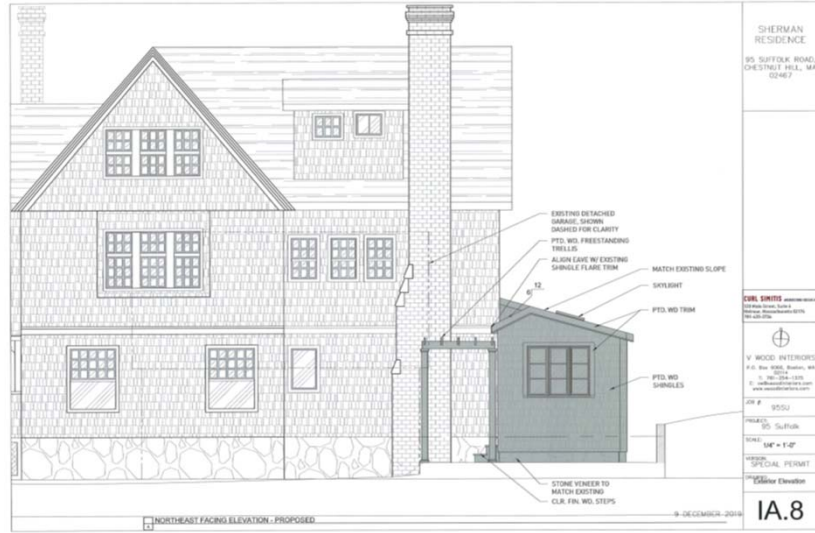 SHERMAN
RESIDENCE
95 SUFFOLK ROAD,
CHESTNUT HILL, MA
02467
EXISTING DETACHED
GARAGE, SHOWN
DASHED FOR CLARITY
PTD. WD. FREESTANDING
TRELLIS
ALIGN EAVE W/ EXISTING
SHINGLE FLARE TRIM
12
6
MATCH EXISTING SLOPE
SKYLIGHT
PTD. WD TRIM
PTD. WD
SHINGLES
STONE VENEER TO
MATCH EXISTING
CLR. FIN. WD. STEPS
CURL SIMITIS
V WOOD INTERIORS
JOB #
95SU
PROJECT:
95 Suffolk
SCALE:
1/4" = 1'-0"
VERSION:
SPECIAL PERMIT
Exterior Elevation
IA.8
9 DECEMBER 2019
NORTHEAST FACING ELEVATION - PROPOSED